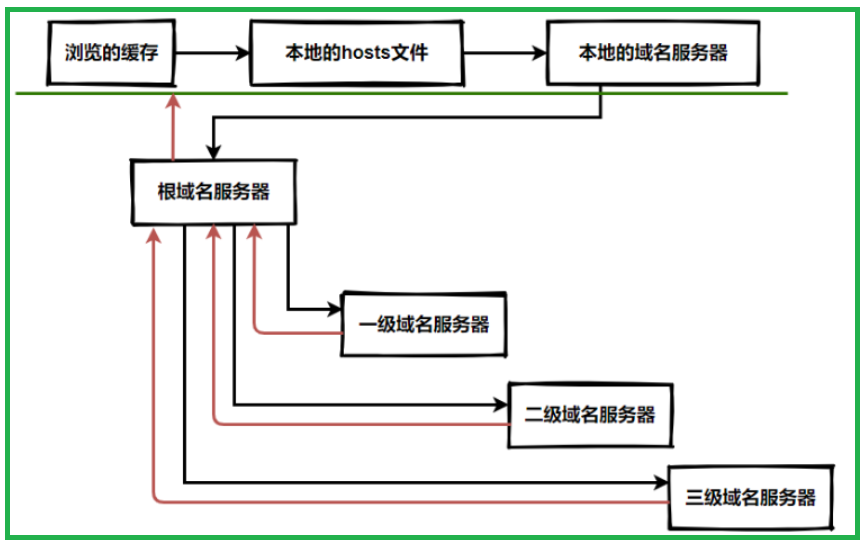 浏览的缓存
本地的hosts文件
本地的域名服务器
根域名服务器
一级域名服务器
二级域名服务器
三级域名服务器